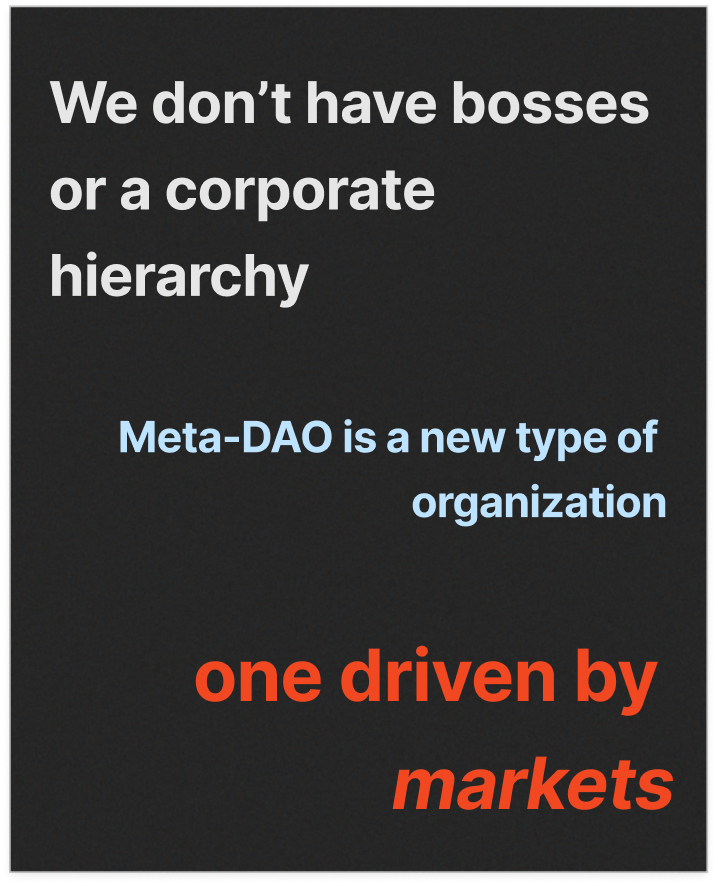 We don’t have bosses
or a corporate
hierarchy
Meta-DAO is a new type of
organization
one driven by
markets